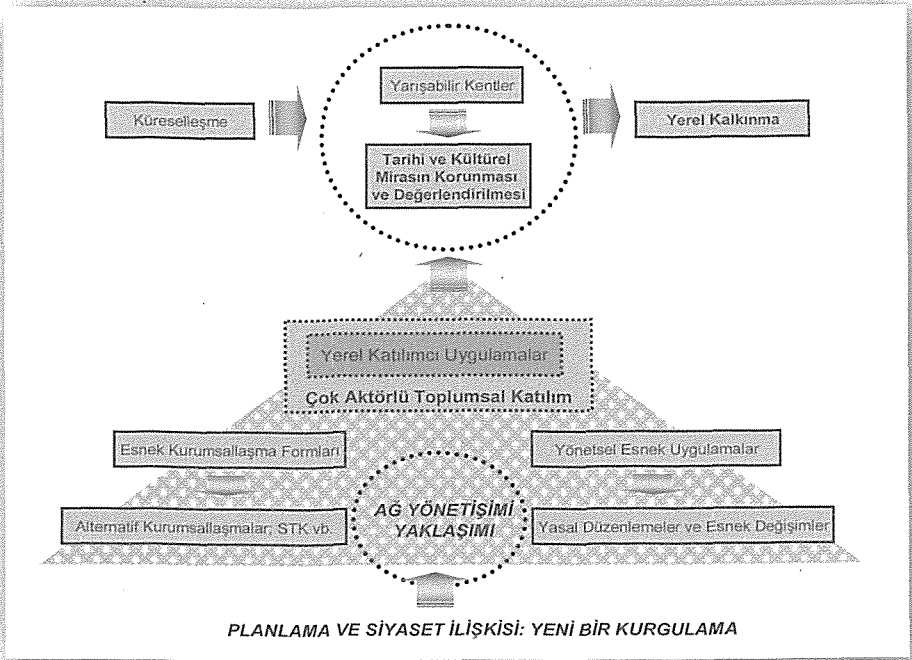 Yarışabilir Kentler
Küreselleşme
Yerel Kalkınma
Tarihi ve Kültürel
Mirasın Korunması
ve Değerlendirilmesi
Yerel Katılımcı Uygulamalar
Çok Aktörlü Toplumsal Katılım
Esnek Kurumsallaşma Formları
Yönetsel Esnek Uygulamalar
AĞ YÖNETİŞİMİ
YAKLAŞIMI
Alternatif Kurumsallaşmalar, STK vb.
Yasal Düzenlemeler ve Esnek Değişimler
PLANLAMA VE SİYASET İLİŞKİSİ: YENİ BİR KURGULAMA